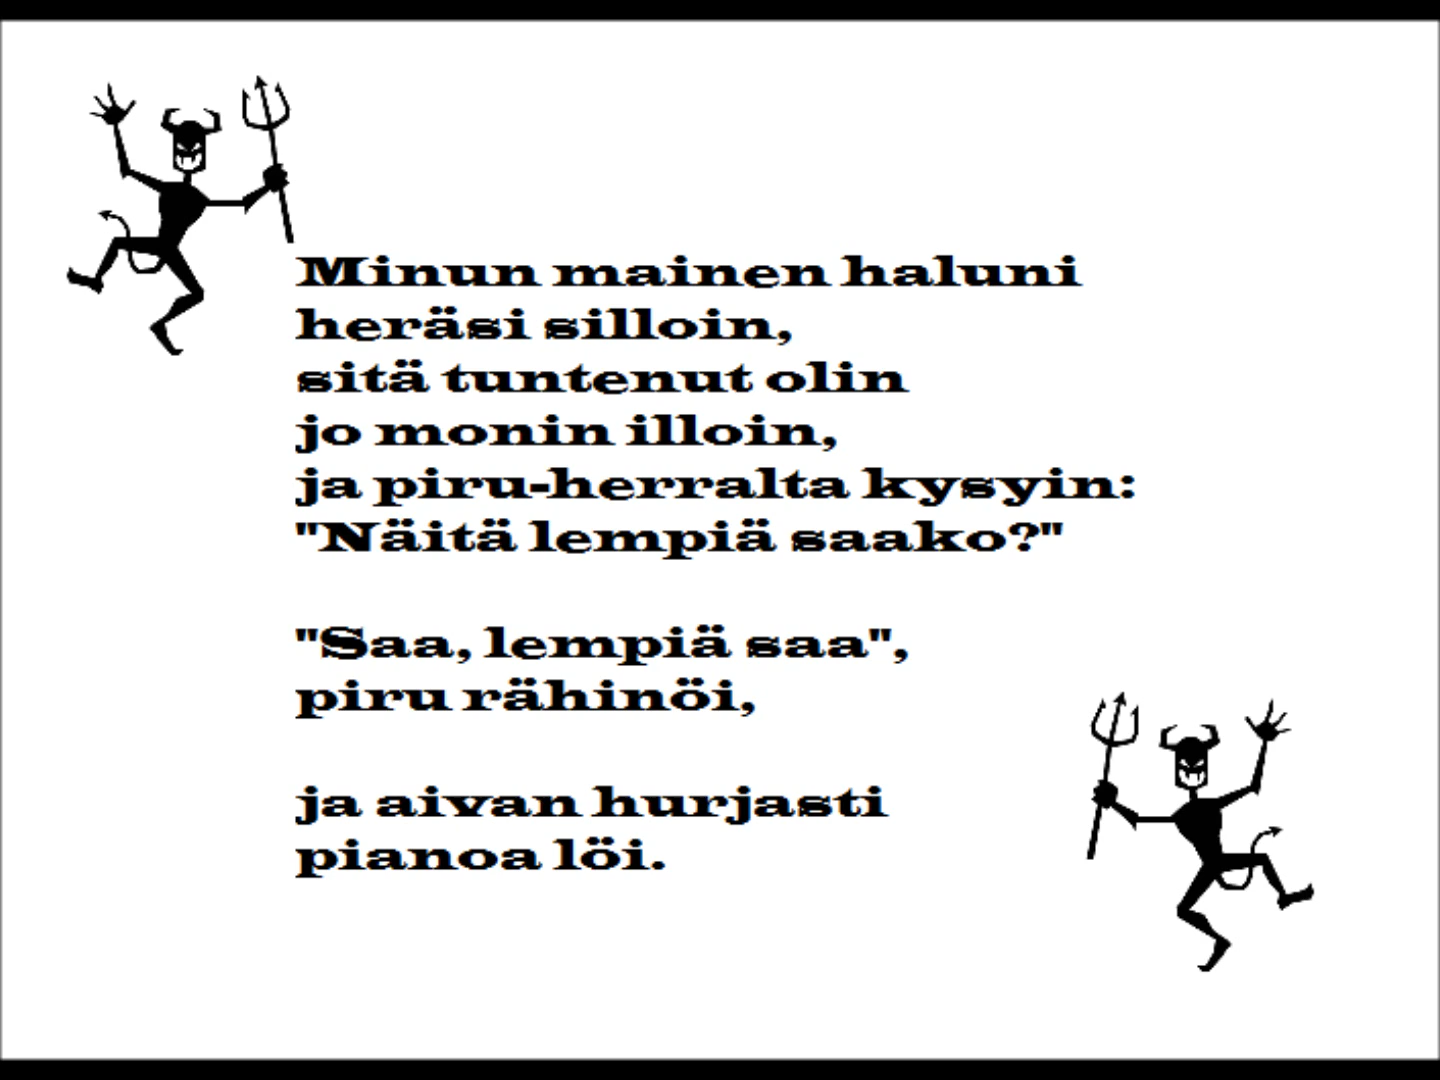 Minun mainen haluni
heräsi silloin,
sitä tuntenut olin
jo monin illoin,
ja piru-herralta kysyin:
"Näitä lempiä saako?"
"Saa, lempiä saa",
piru rähinöi,
ja aivan hurjasti
pianoa löi.